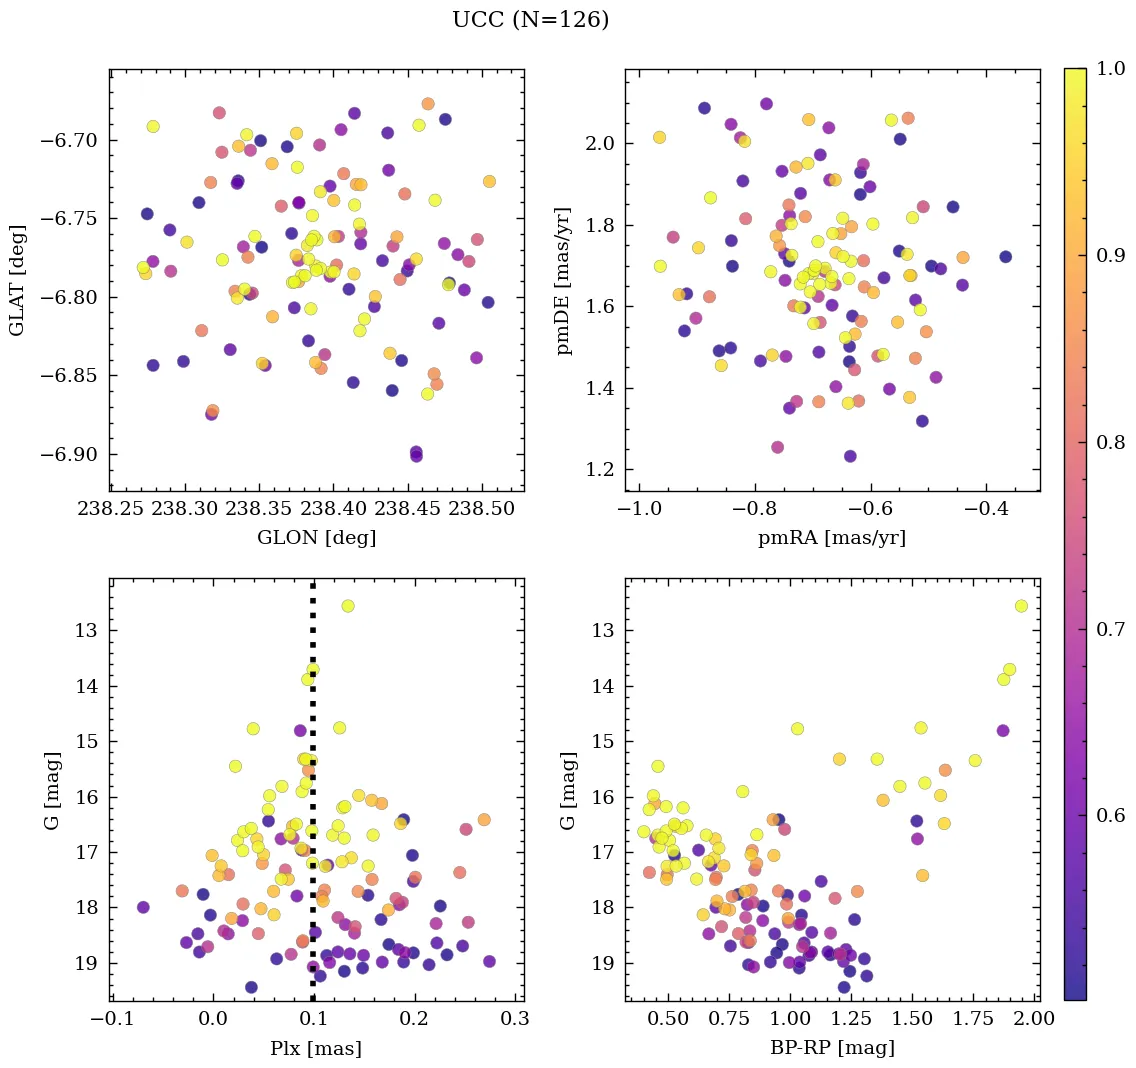 UCC (N=126)
−6.70
−6.75
−6.80
−6.85
−6.90
GLAT [deg]
238.25 238.30 238.35 238.40 238.45 238.50
GLON [deg]
2.0
1.8
1.6
1.4
1.2
pmDE [mas/yr]
−1.0 −0.8 −0.6 −0.4
pmRA [mas/yr]
13
14
15
16
17
18
19
G [mag]
−0.1 0.0 0.1 0.2 0.3
Plx [mas]
13
14
15
16
17
18
19
G [mag]
0.50 0.75 1.00 1.25 1.50 1.75 2.00
BP-RP [mag]
1.0
0.9
0.8
0.7
0.6